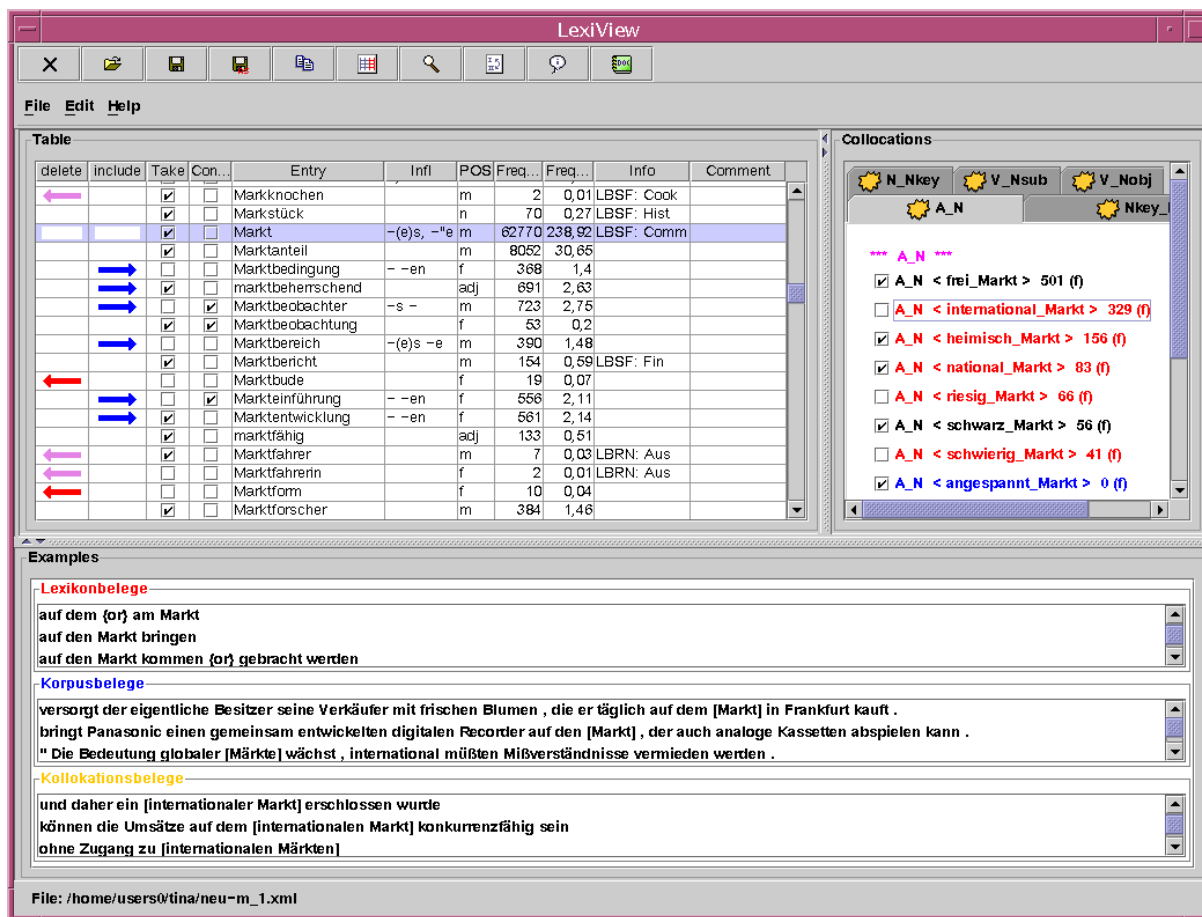 LexiView
File Edit Help
Table
delete include Take Con... Entry Infl POS Freq... Freq... Info Comment
Markknochen m 2 0,01 LBSF: Cook
Markstück n 70 0,27 LBSF: Hist
Markt –(e)s, –"e m 62770 238,92 LBSF: Comm
Marktanteil m 8052 30,65
Marktbedingung – –en f 368 1,4
marktbeherrschend adj 691 2,63
Marktbeobachter –s – m 723 2,75
Marktbeobachtung f 53 0,2
Marktbereich –(e)s –e m 390 1,48
Marktbericht m 154 0,59 LBSF: Fin
Marktbude f 19 0,07
Markteinführung – –en f 556 2,11
Marktentwicklung – –en f 561 2,14
marktfähig adj 133 0,51
Marktfahrer m 7 0,03 LBRN: Aus
Marktfahrerin f 2 0,01 LBRN: Aus
Marktform f 10 0,04
Marktforscher m 384 1,46
Collocations
N_Nkey V_Nsub V_Nobj
A_N Nkey_
*** A_N ***
A_N < frei_Markt > 501 (f)
A_N < international_Markt > 329 (f)
A_N < heimisch_Markt > 156 (f)
A_N < national_Markt > 83 (f)
A_N < riesig_Markt > 66 (f)
A_N < schwarz_Markt > 56 (f)
A_N < schwierig_Markt > 41 (f)
A_N < angespannt_Markt > 0 (f)
Examples
Lexikonbelege
auf dem {or} am Markt
auf den Markt bringen
auf den Markt kommen {or} gebracht werden
Korpusbelege
versorgt der eigentliche Besitzer seine Verkäufer mit frischen Blumen , die er täglich auf dem [Markt] in Frankfurt kauft .
bringt Panasonic einen gemeinsam entwickelten digitalen Recorder auf den [Markt] , der auch analoge Kassetten abspielen kann .
" Die Bedeutung globaler [Märkte] wächst , international müßten Mißverständnisse vermieden werden .
Kollokationsbelege
und daher ein [internationaler Markt] erschlossen wurde
können die Umsätze auf dem [internationalen Markt] konkurrenzfähig sein
ohne Zugang zu [internationalen Märkten]
File: /home/users0/tina/neu–m_1.xml